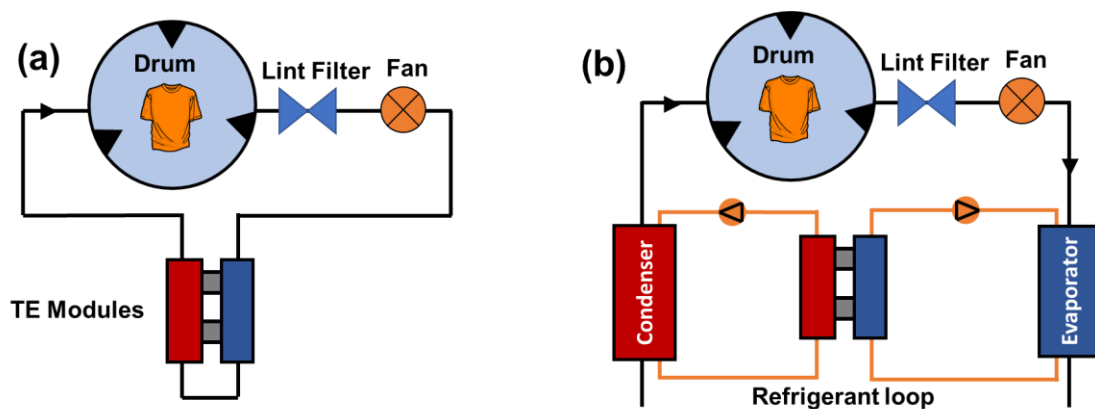 (a)
Drum
Lint Filter
Fan
TE Modules
(b)
Drum
Lint Filter
Fan
Condenser
Evaporator
Refrigerant loop